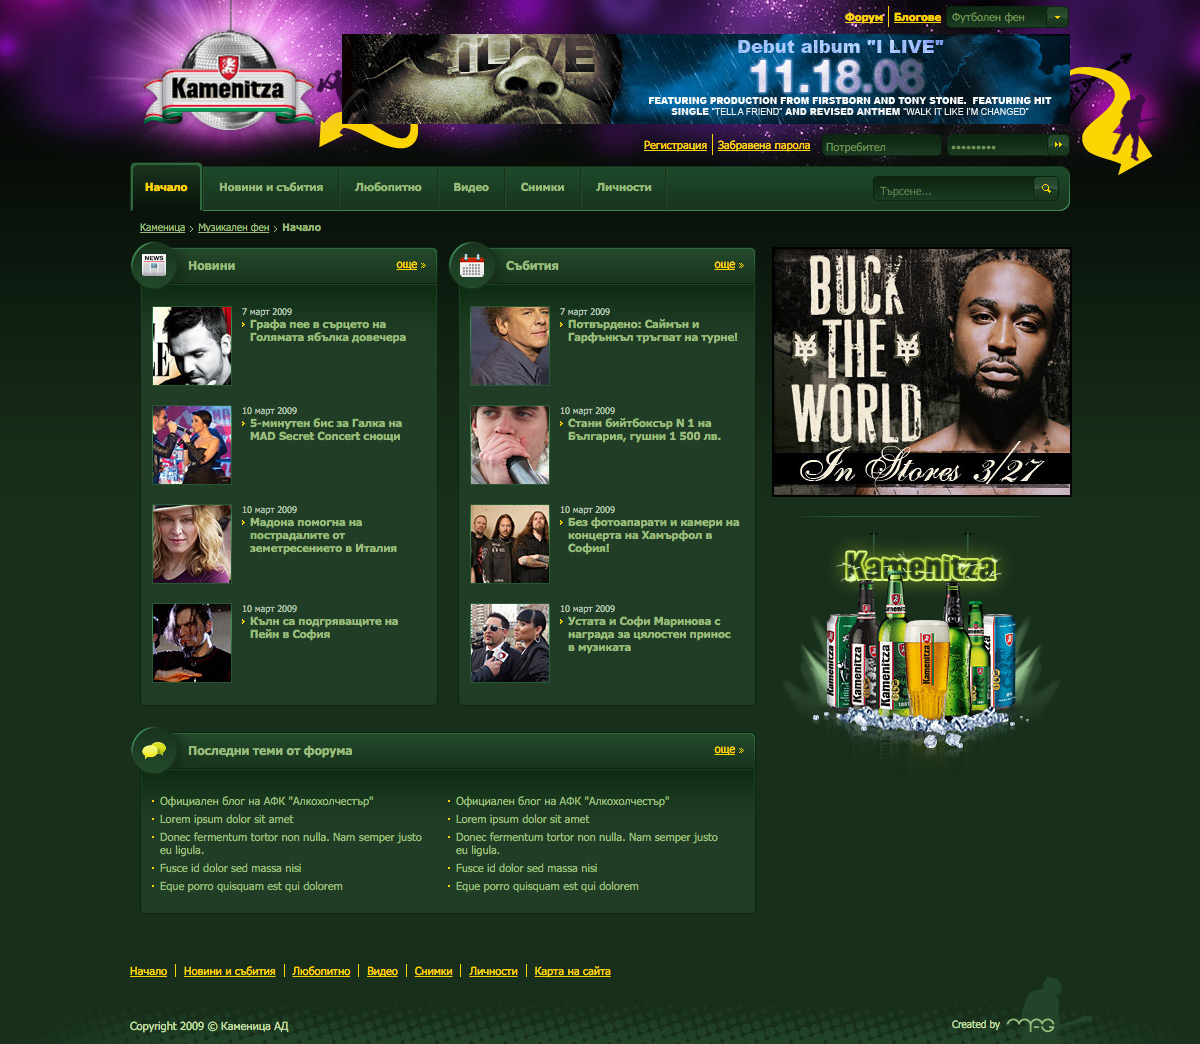 Форум
Блогове
Футболен фен
Kamenitza
I LIVE
Debut album "I LIVE"
11.18.08
FEATURING PRODUCTION FROM FIRSTBORN AND TONY STONE. FEATURING HIT
SINGLE "TELL A FRIEND" AND REVISED ANTHEM "WALK IT LIKE I'M CHANGED"
Регистрация
Забравена парола
Потребител
Начало
Новини и събития
Любопитно
Видео
Снимки
Личности
Търсене...
Каменица › Музикален фен › Начало
NEWS
Новини
още »
7 март 2009
Графа пее в сърцето на
Голямата ябълка довечера
10 март 2009
5-минутен бис за Галка на
MAD Secret Concert снощи
10 март 2009
Мадона помогна на
пострадалите от
земетресението в Италия
10 март 2009
Кълн са подгряващите на
Пейн в София
Събития
още »
7 март 2009
Потвърдено: Саймън и
Гарфънкъл тръгват на турне!
10 март 2009
Стани бийтбоксър N 1 на
България, гушни 1 500 лв.
10 март 2009
Без фотоапарати и камери на
концерта на Хамърфол в
София!
10 март 2009
Устата и Софи Маринова с
награда за цялостен принос
в музиката
BUCK
THE
WORLD
In Stores 3/27
Kamenitza
Kamenitza
Kamenitza
Kamenitza
Kamenitza
Kamenitza
Последни теми от форума
още »
Официален блог на АФК "Алкохолчестър"
Lorem ipsum dolor sit amet
Donec fermentum tortor non nulla. Nam semper justo
eu ligula.
Fusce id dolor sed massa nisi
Eque porro quisquam est qui dolorem
Официален блог на АФК "Алкохолчестър"
Lorem ipsum dolor sit amet
Donec fermentum tortor non nulla. Nam semper justo
eu ligula.
Fusce id dolor sed massa nisi
Eque porro quisquam est qui dolorem
Начало
Новини и събития
Любопитно
Видео
Снимки
Личности
Карта на сайта
Copyright 2009 © Каменица АД
Created by